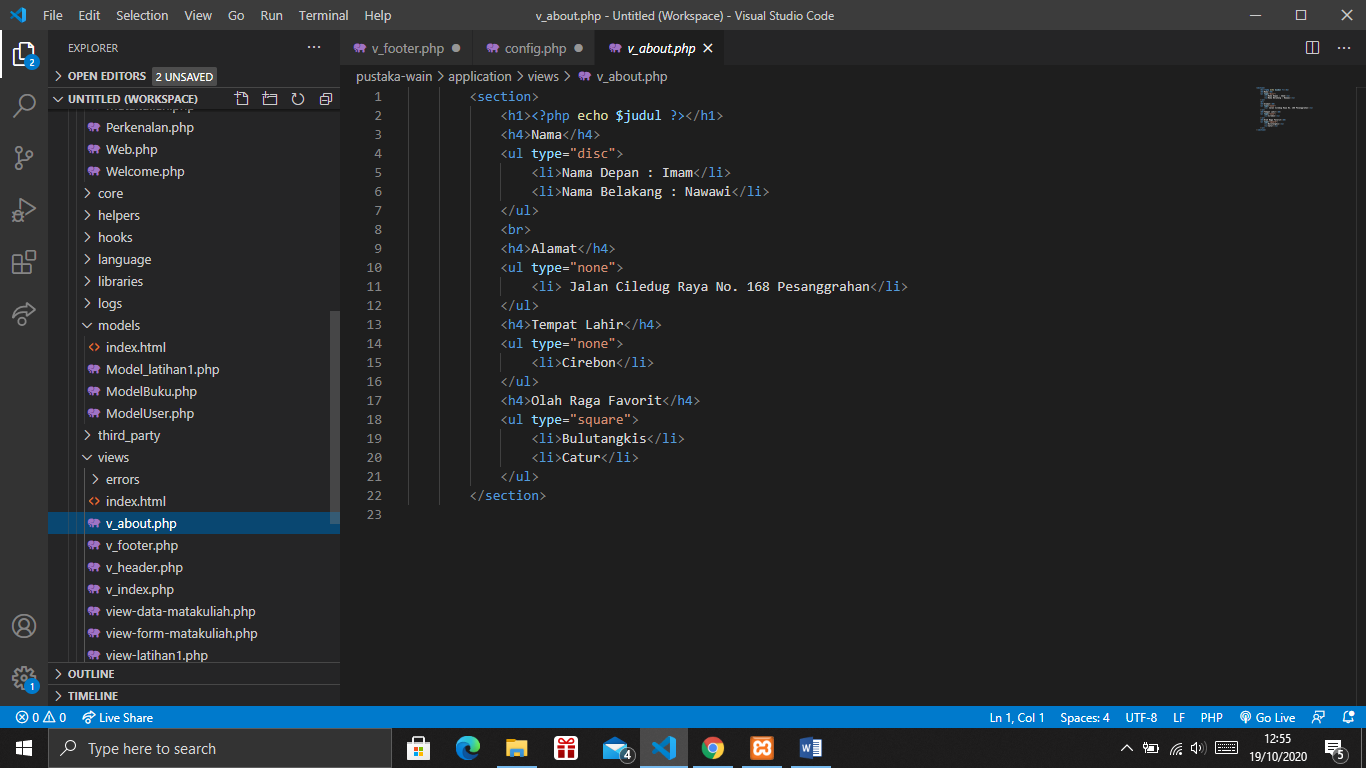 File Edit Selection View Go Run Terminal Help v_about.php - Untitled (Workspace) - Visual Studio Code
EXPLORER
OPEN EDITORS 2 UNSAVED
UNTITLED (WORKSPACE)
Perkenalan.php
Web.php
Welcome.php
core
helpers
hooks
language
libraries
logs
models
index.html
Model_latihan1.php
ModelBuku.php
ModelUser.php
third_party
views
errors
index.html
v_about.php
v_footer.php
v_header.php
v_index.php
view-data-matakuliah.php
view-form-matakuliah.php
view-latihan1.php
OUTLINE
TIMELINE
2
1
v_footer.php config.php v_about.php
pustaka-wain > application > views > v_about.php
1 <section>
2 <h1><?php echo $judul ?></h1>
3 <h4>Nama</h4>
4 <ul type="disc">
5 <li>Nama Depan : Imam</li>
6 <li>Nama Belakang : Nawawi</li>
7 </ul>
8 <br>
9 <h4>Alamat</h4>
10 <ul type="none">
11 <li> Jalan Ciledug Raya No. 168 Pesanggrahan</li>
12 </ul>
13 <h4>Tempat Lahir</h4>
14 <ul type="none">
15 <li>Cirebon</li>
16 </ul>
17 <h4>Olah Raga Favorit</h4>
18 <ul type="square">
19 <li>Bulutangkis</li>
20 <li>Catur</li>
21 </ul>
22 </section>
23
0 0 Live Share Ln 1, Col 1 Spaces: 4 UTF-8 LF PHP Go Live
Type here to search 4 12:55
19/10/2020 5